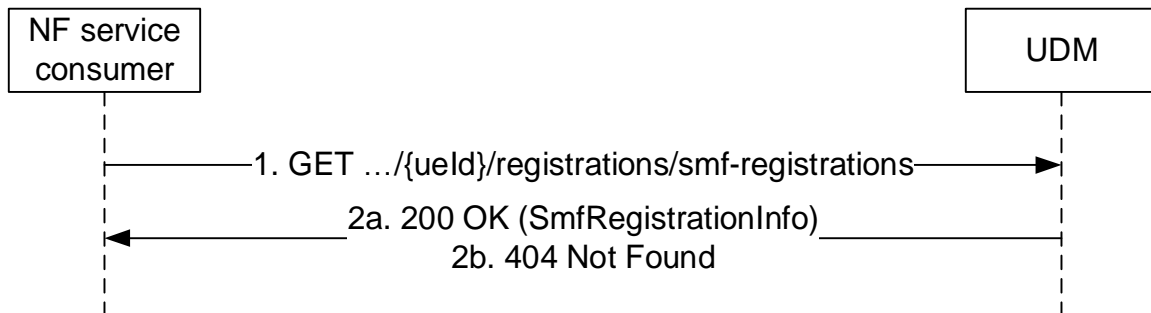 NF service
consumer
UDM
1. GET …/{ueId}/registrations/smf-registrations
2a. 200 OK (SmfRegistrationInfo)
2b. 404 Not Found